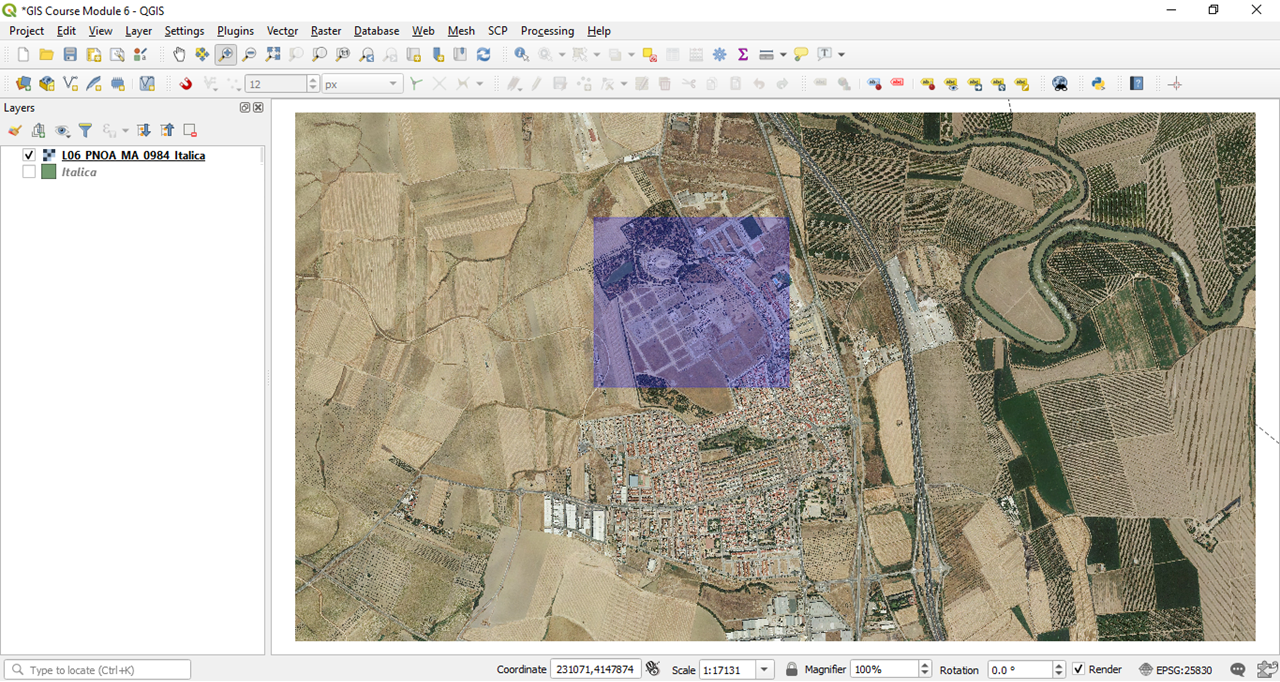 *GIS Course Module 6 - QGIS
Project Edit View Layer Settings Plugins Vector Raster Database Web Mesh SCP Processing Help
12 px
Layers
L06_PNOA_MA_0984_Italica
Italica
Type to locate (Ctrl+K) Coordinate 231071,4147874 Scale 1:17131 Magnifier 100% Rotation 0.0 ° Render EPSG:25830